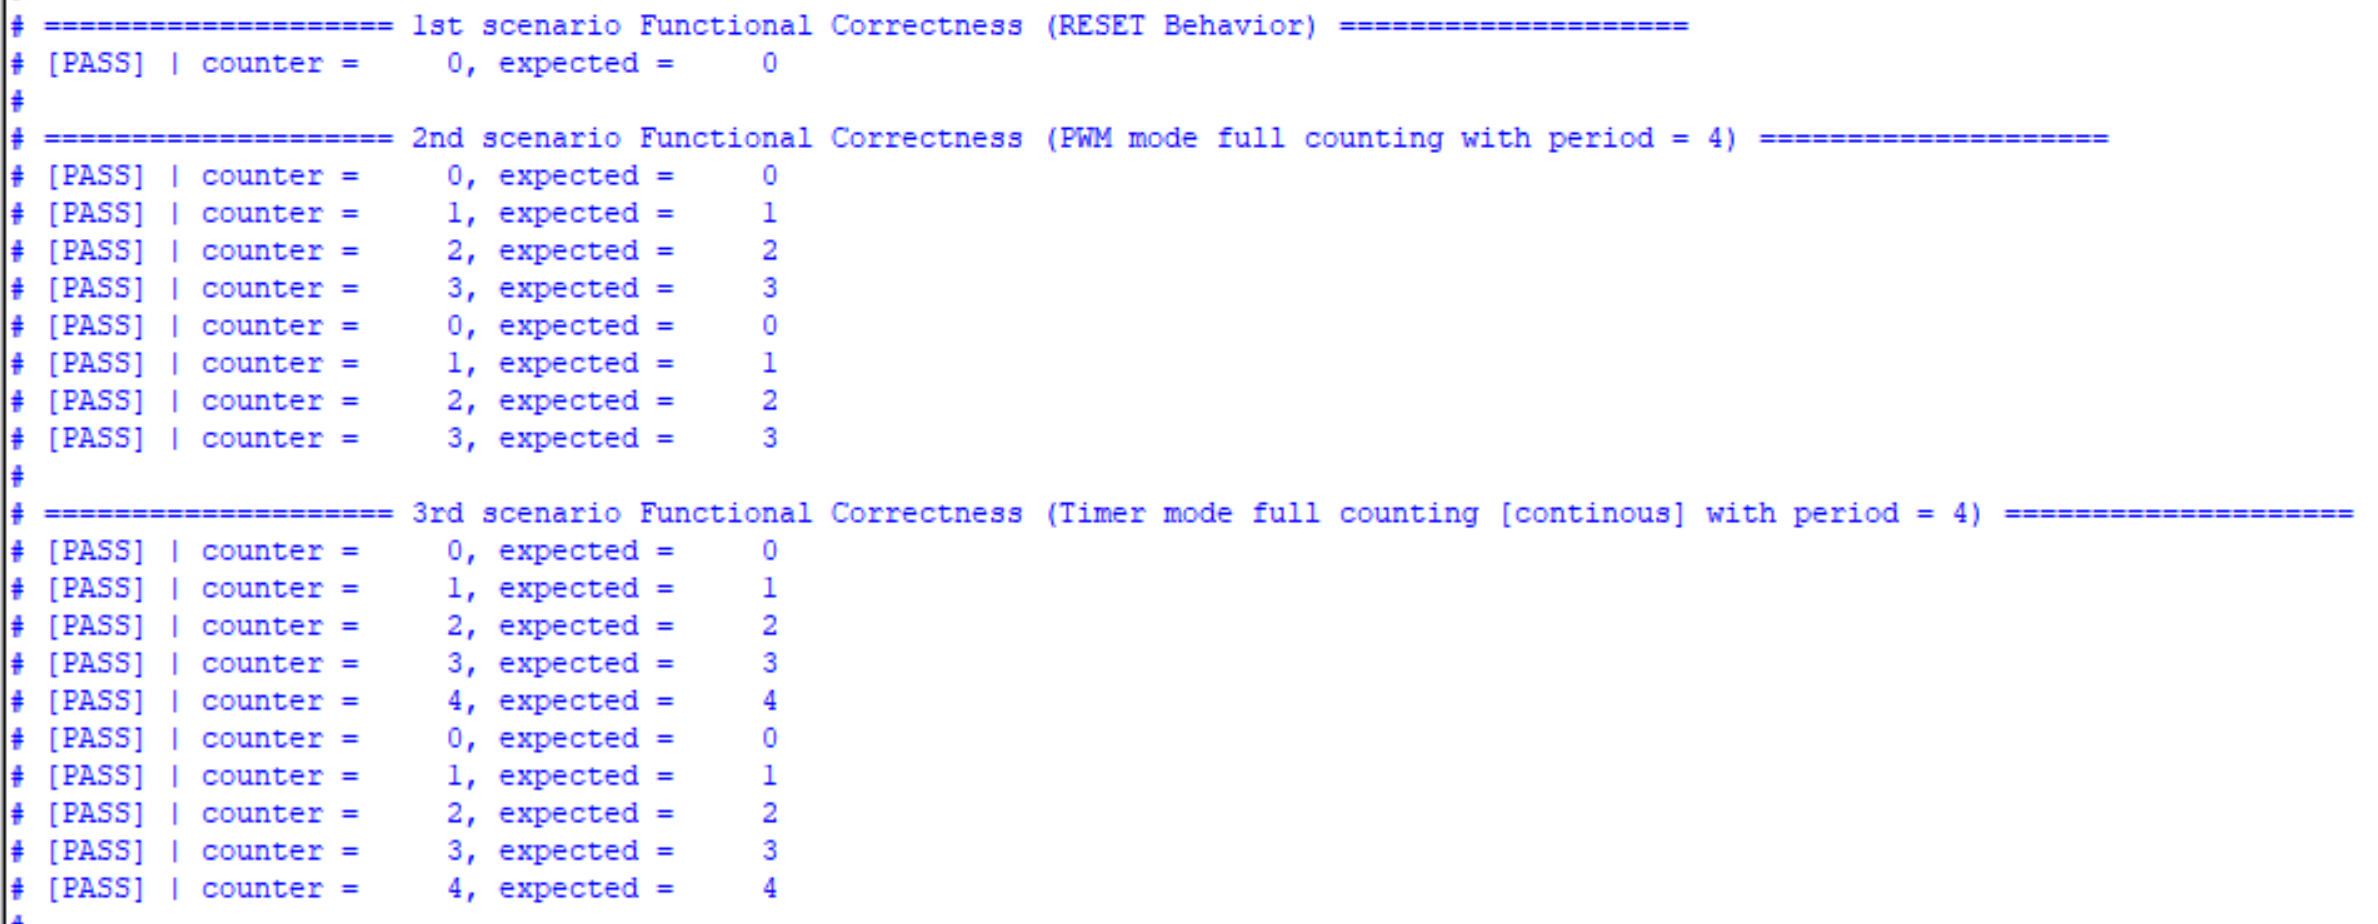 # ==================== 1st scenario Functional Correctness (RESET Behavior) ====================
# [PASS] | counter =     0, expected =     0
#
# ==================== 2nd scenario Functional Correctness (PWM mode full counting with period = 4) ====================
# [PASS] | counter =     0, expected =     0
# [PASS] | counter =     1, expected =     1
# [PASS] | counter =     2, expected =     2
# [PASS] | counter =     3, expected =     3
# [PASS] | counter =     0, expected =     0
# [PASS] | counter =     1, expected =     1
# [PASS] | counter =     2, expected =     2
# [PASS] | counter =     3, expected =     3
#
# ==================== 3rd scenario Functional Correctness (Timer mode full counting [continous] with period = 4) ====================
# [PASS] | counter =     0, expected =     0
# [PASS] | counter =     1, expected =     1
# [PASS] | counter =     2, expected =     2
# [PASS] | counter =     3, expected =     3
# [PASS] | counter =     4, expected =     4
# [PASS] | counter =     0, expected =     0
# [PASS] | counter =     1, expected =     1
# [PASS] | counter =     2, expected =     2
# [PASS] | counter =     3, expected =     3
# [PASS] | counter =     4, expected =     4
#